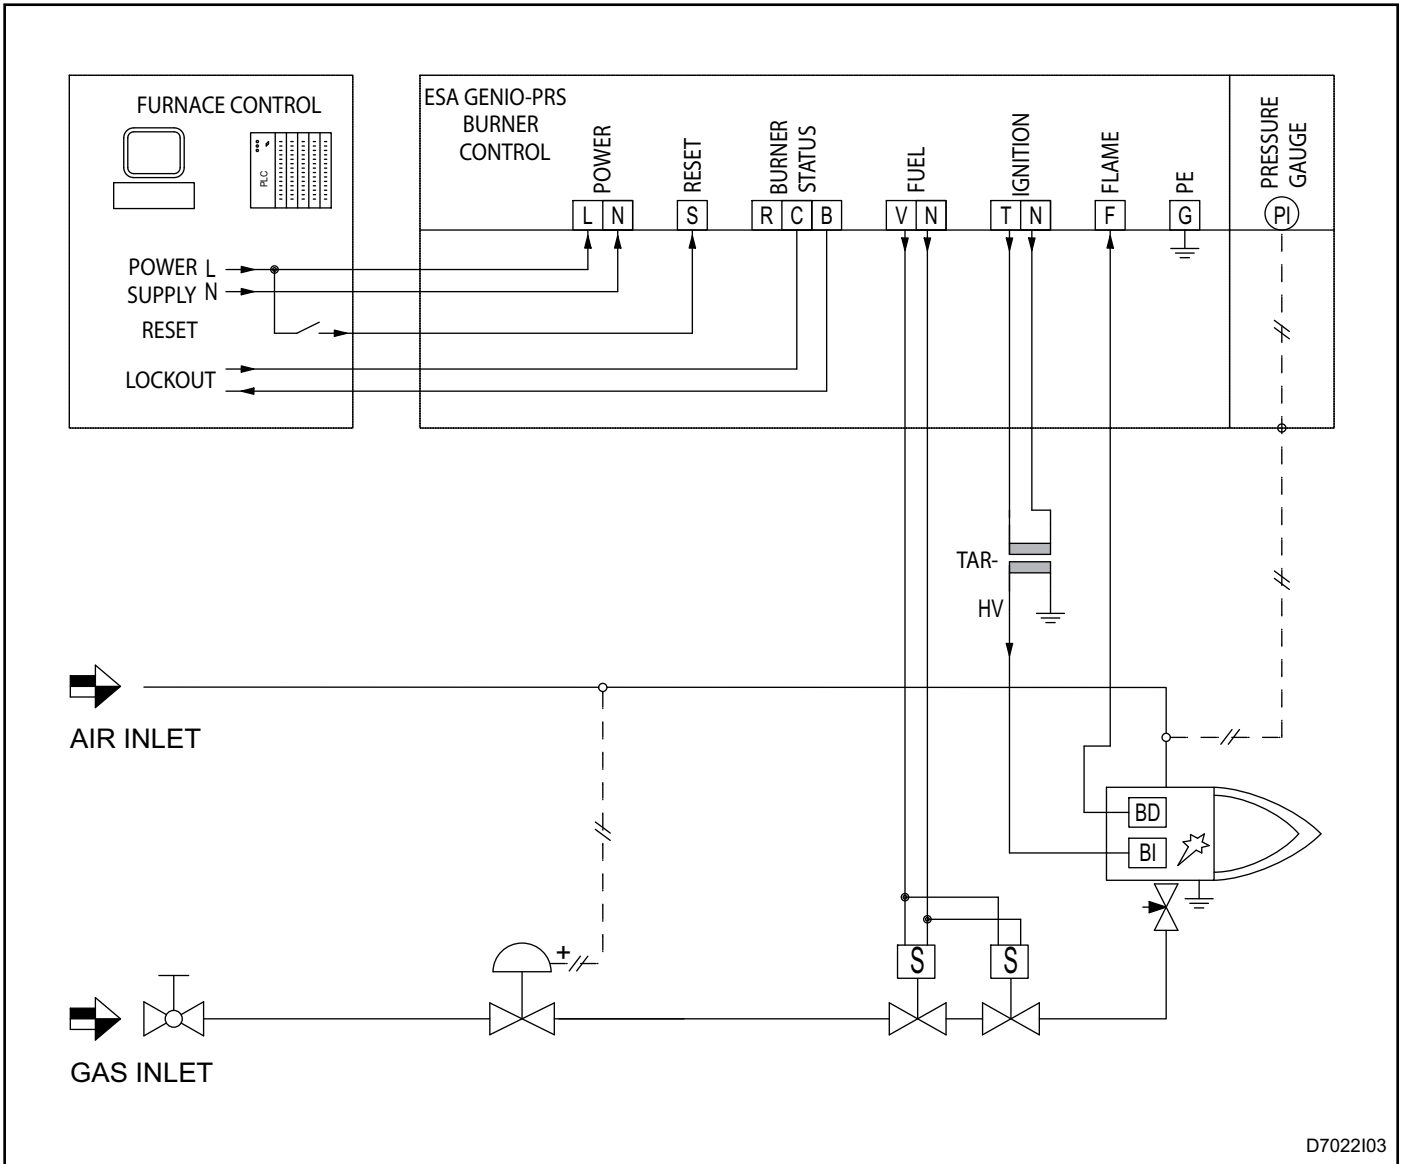 FURNACE CONTROL
PLC
ESA GENIO-PRS
BURNER
CONTROL
POWER
RESET
BURNER
STATUS
FUEL
IGNITION
FLAME
PE
PRESSURE
GAUGE
L N
S
R C B
V N
T N
F
G
PI
POWER L
SUPPLY N
RESET
LOCKOUT
TAR-
HV
AIR INLET
BD
BI
+
S
S
GAS INLET
D7022I03